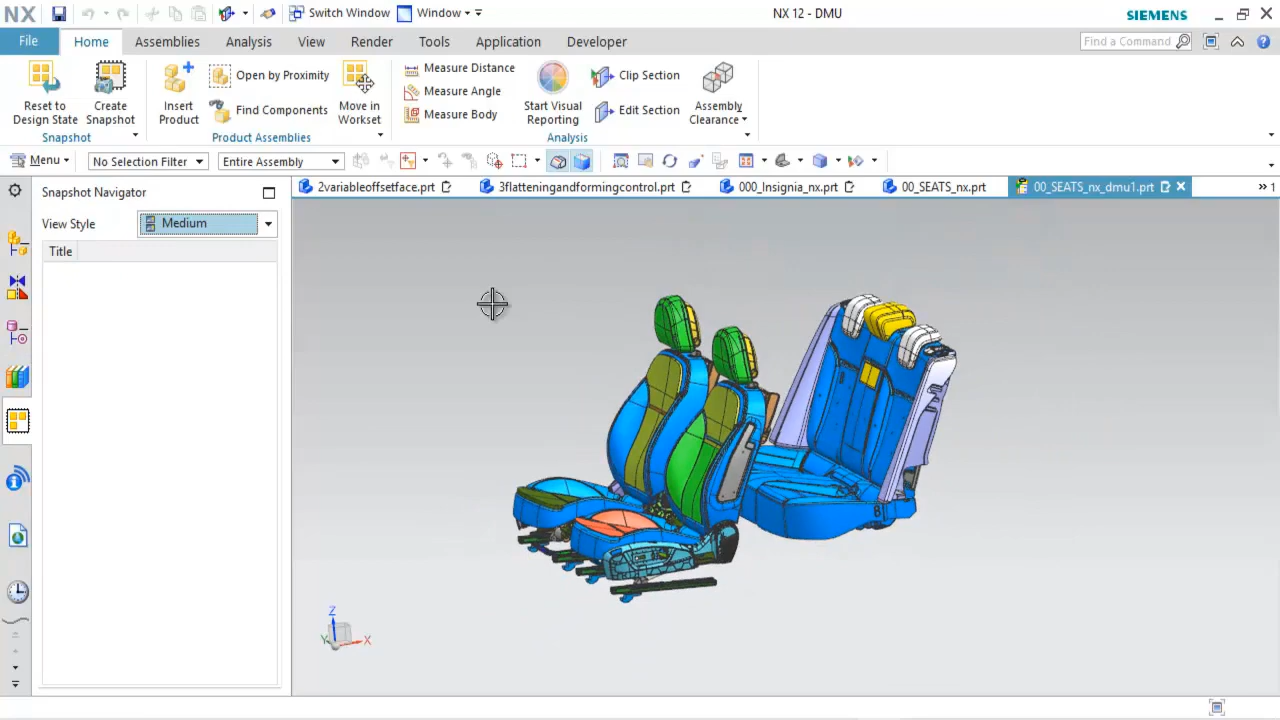 NX
Switch Window
Window
NX 12 - DMU
SIEMENS
File
Home
Assemblies
Analysis
View
Render
Tools
Application
Developer
Find a Command
Reset to
Design State
Create
Snapshot
Snapshot
Insert
Product
Open by Proximity
Find Components
Move in
Workset
Product Assemblies
Measure Distance
Measure Angle
Measure Body
Start Visual
Reporting
Clip Section
Edit Section
Assembly
Clearance
Analysis
Menu
No Selection Filter
Entire Assembly
Snapshot Navigator
View Style
Medium
Title
2variableoffsetface.prt
3flatteningandformingcontrol.prt
000_Insignia_nx.prt
00_SEATS_nx.prt
00_SEATS_nx_dmu1.prt
1
Z
Y
X